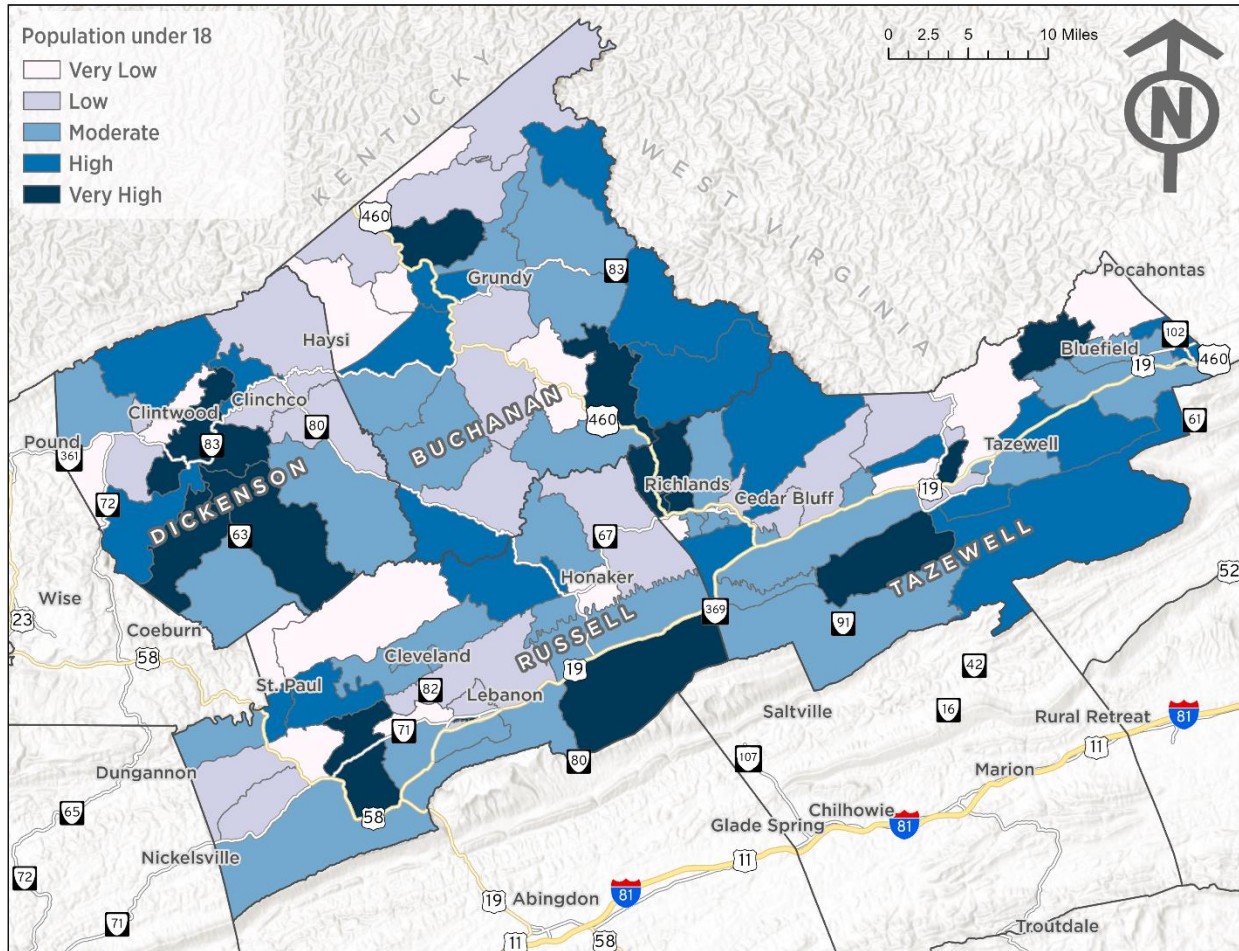 Population under 18
Very Low
Low
Moderate
High
Very High
0 2.5 5 10 Miles
N
KENTUCKY
WEST VIRGINIA
460
Grundy
83
Pocahontas
102
Bluefield
19
460
Haysi
Clinchco
Clintwood
80
BUCHANAN
460
61
Pound
361
83
Tazewell
72
DICKENSON
Richlands
Cedar Bluff
19
63
67
TAZEWELL
Honaker
52
Wise
369
23
Coeburn
91
58
Cleveland
RUSSELL
19
42
St. Paul
82
Lebanon
Saltville
16
Rural Retreat
81
71
11
Dungannon
80
107
Marion
65
58
Chilhowie
81
Glade Spring
Nickelsville
11
72
19
Abingdon
81
71
11
58
Troutdale